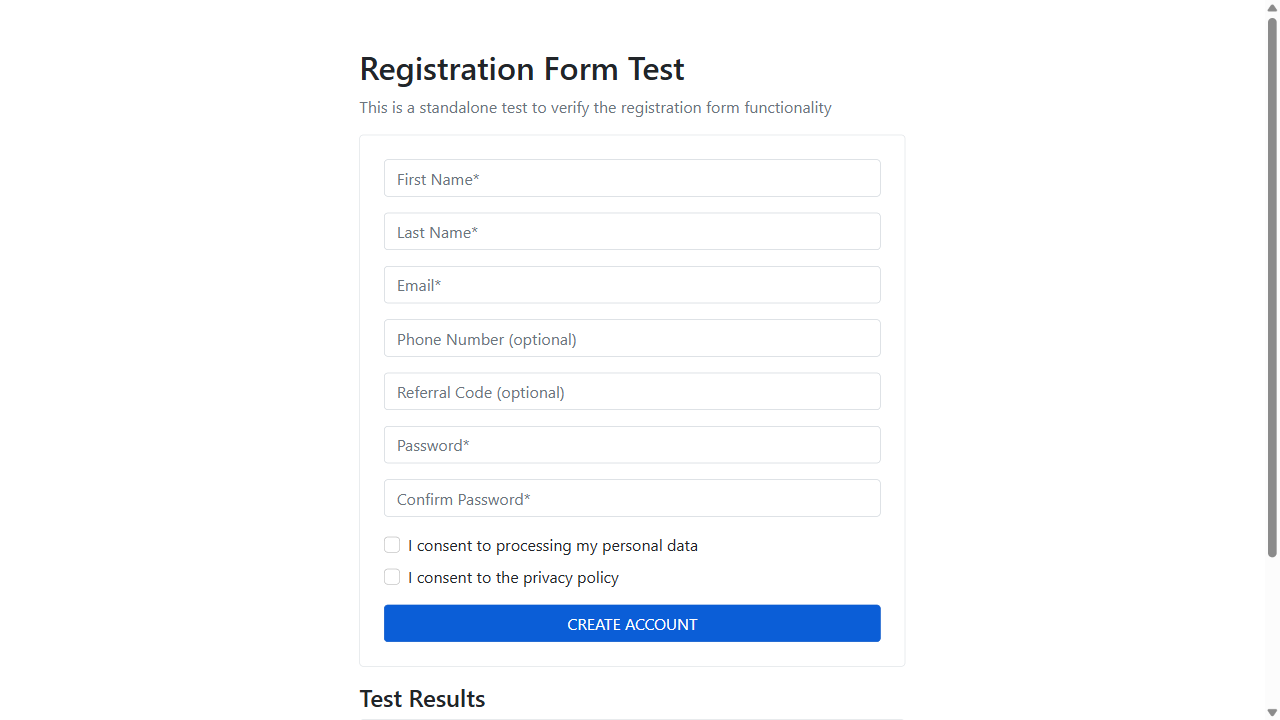 Registration Form Test
This is a standalone test to verify the registration form functionality
First Name*
Last Name*
Email*
Phone Number (optional)
Referral Code (optional)
Password*
Confirm Password*
I consent to processing my personal data
I consent to the privacy policy
CREATE ACCOUNT
Test Results